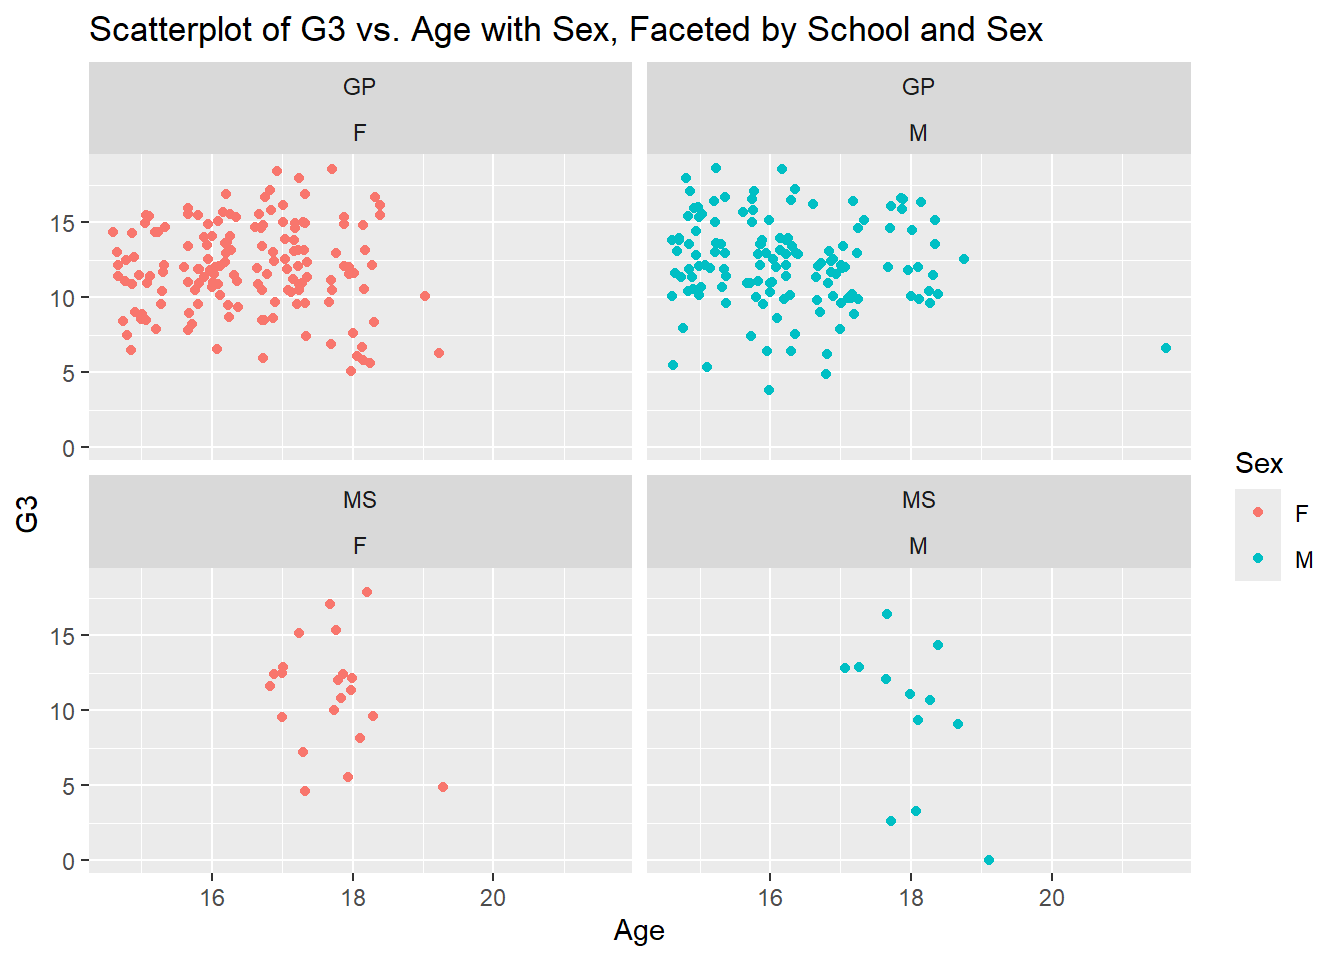 Scatterplot of G3 vs. Age with Sex, Faceted by School and Sex
GP
F
GP
M
15
10
5
0
MS
F
MS
M
15
10
5
0
16
18
20
16
18
20
G3
Age
Sex
F
M